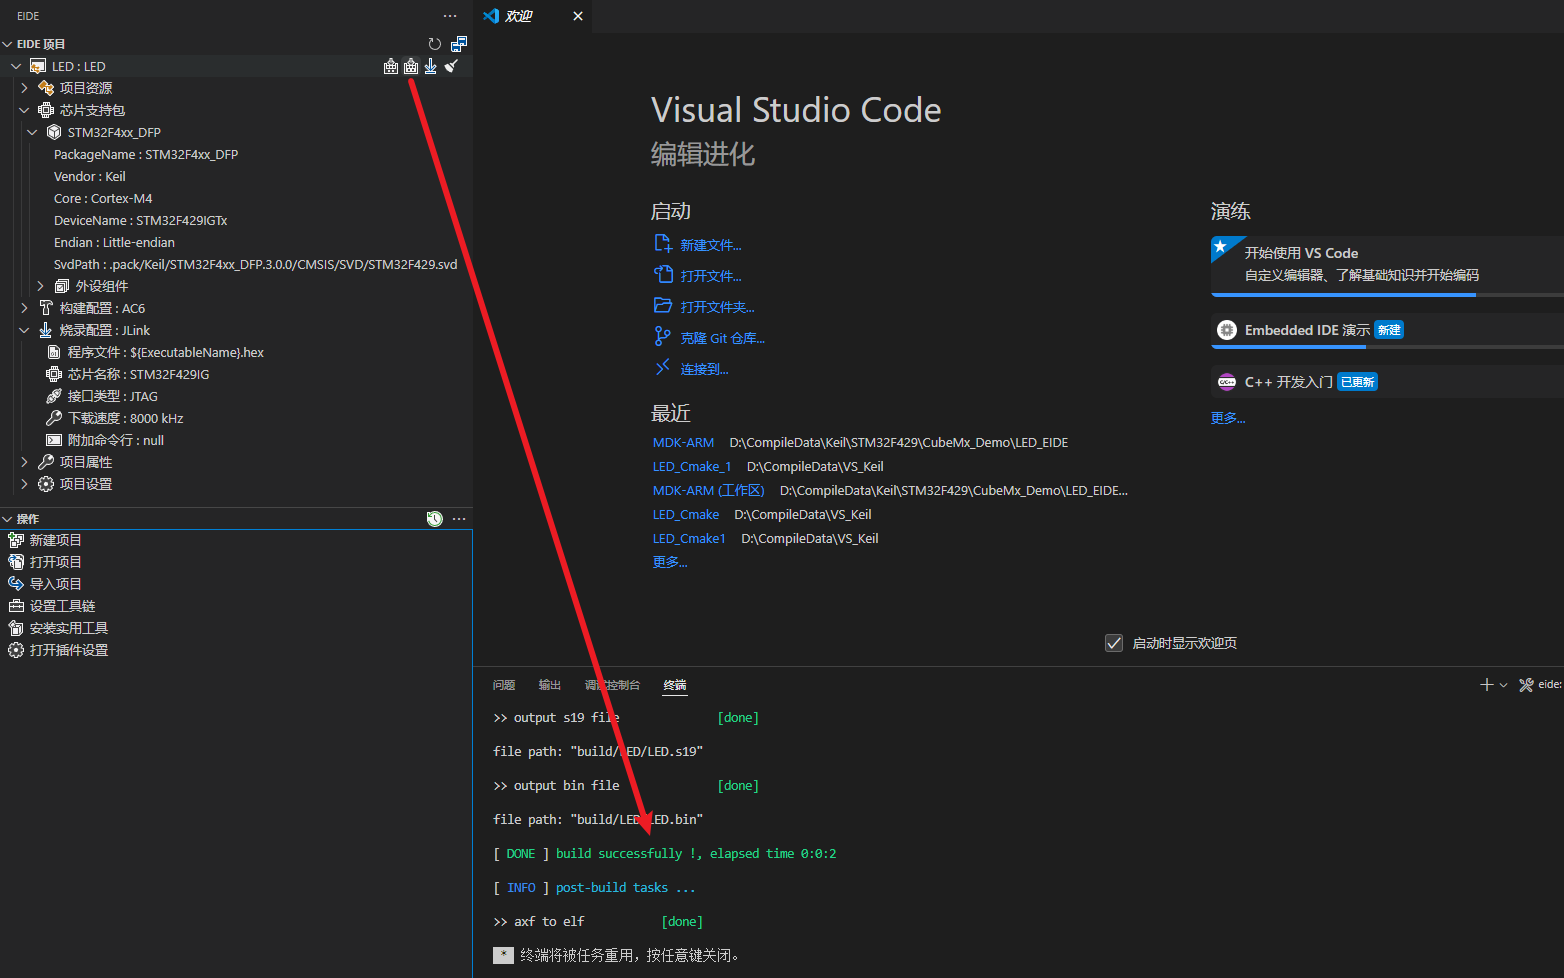 EIDE
EIDE 项目
LED : LED
项目资源
芯片支持包
STM32F4xx_DFP
PackageName : STM32F4xx_DFP
Vendor : Keil
Core : Cortex-M4
DeviceName : STM32F429IGTx
Endian : Little-endian
SvdPath : .pack/Keil/STM32F4xx_DFP.3.0.0/CMSIS/SVD/STM32F429.svd
外设组件
构建配置 : AC6
烧录配置 : JLink
程序文件 : ${ExecutableName}.hex
芯片名称 : STM32F429IG
接口类型 : JTAG
下载速度 : 8000 kHz
附加命令行 : null
项目属性
项目设置
操作
新建项目
打开项目
导入项目
设置工具链
安装实用工具
打开插件设置
欢迎
Visual Studio Code
编辑进化
启动
新建文件...
打开文件...
打开文件夹...
克隆 Git 仓库...
连接到...
最近
MDK-ARM D:\CompileData\Keil\STM32F429\CubeMx_Demo\LED_EIDE
LED_Cmake_1 D:\CompileData\VS_Keil
MDK-ARM (工作区) D:\CompileData\Keil\STM32F429\CubeMx_Demo\LED_EIDE...
LED_Cmake D:\CompileData\VS_Keil
LED_Cmake1 D:\CompileData\VS_Keil
更多...
演练
开始使用 VS Code
自定义编辑器、了解基础知识并开始编码
Embedded IDE 演示 新建
C++ 开发入门 已更新
更多...
启动时显示欢迎页
问题 输出 调试控制台 终端
eide:
>> output s19 file [done]
file path: "build/LED/LED.s19"
>> output bin file [done]
file path: "build/LED/LED.bin"
[ DONE ] build successfully !, elapsed time 0:0:2
[ INFO ] post-build tasks ...
>> axf to elf [done]
* 终端将被任务重用，按任意键关闭。